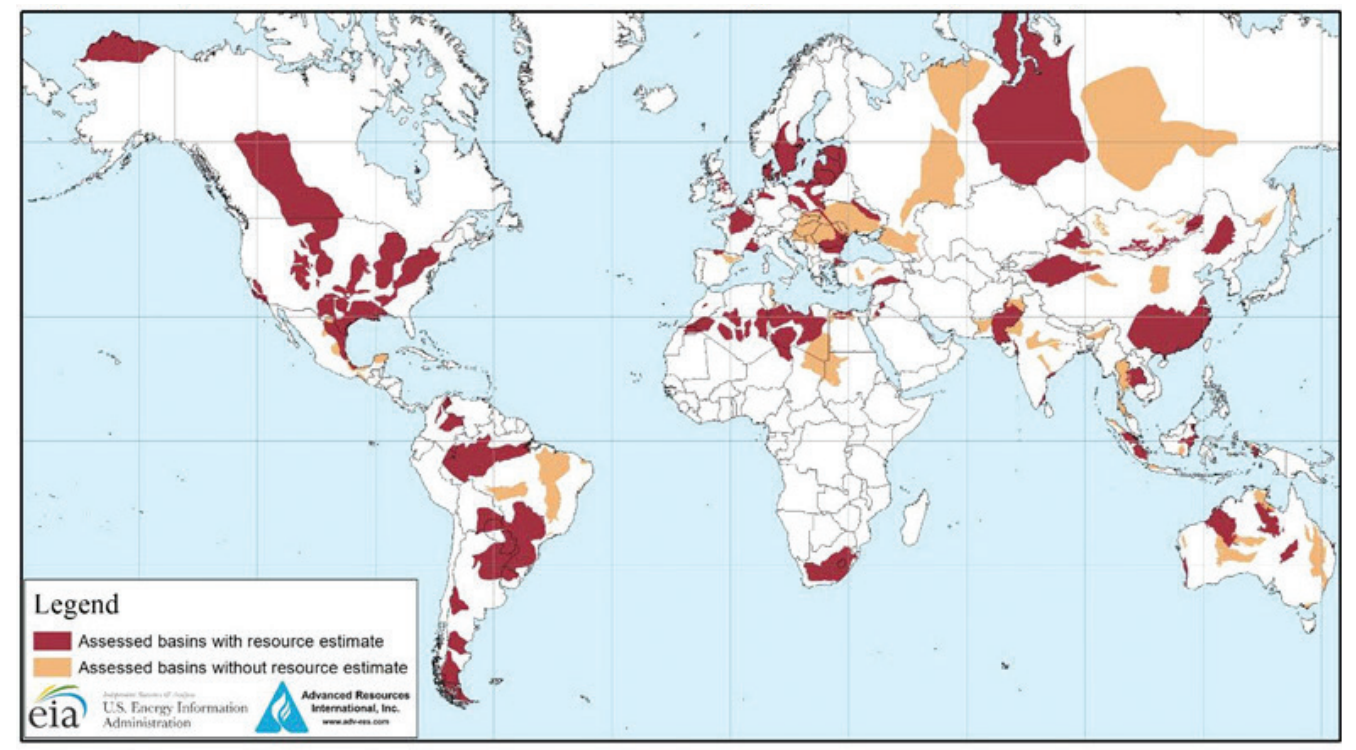 Legend
Assessed basins with resource estimate
Assessed basins without resource estimate
eia
U.S. Energy Information
Administration
Advanced Resources
International, Inc.
www.adv-res.com